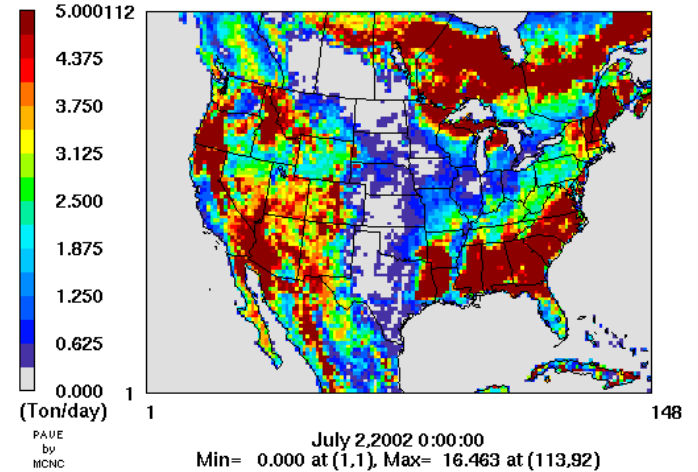 5.000
112
4.375
3.750
3.125
2.500
1.875
1.250
0.625
0.000
1
(Ton/day)
1
148
PAVE
by
MCNC
July 2,2002 0:00:00
Min= 0.000 at (1,1), Max= 16.463 at (113,92)